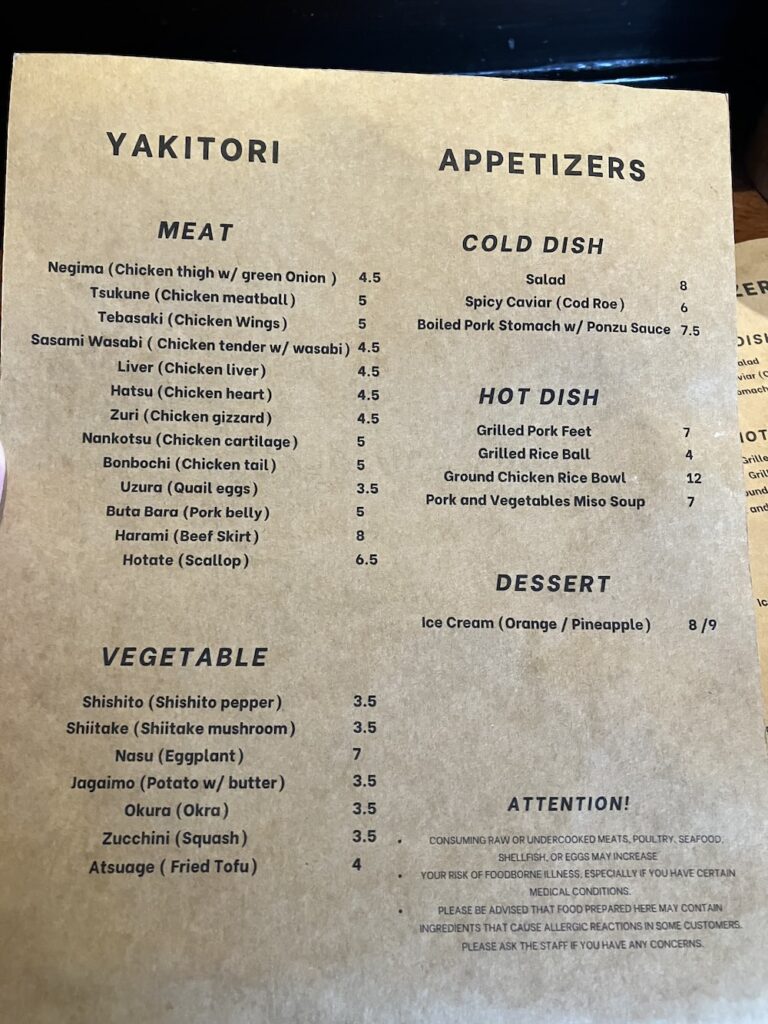 YAKITORI
MEAT
Negima (Chicken thigh w/ green Onion ) 4.5
Tsukune (Chicken meatball) 5
Tebasaki (Chicken Wings) 5
Sasami Wasabi ( Chicken tender w/ wasabi) 4.5
Liver (Chicken liver) 4.5
Hatsu (Chicken heart) 4.5
Zuri (Chicken gizzard) 4.5
Nankotsu (Chicken cartilage) 5
Bonbochi (Chicken tail) 5
Uzura (Quail eggs) 3.5
Buta Bara (Pork belly) 5
Harami (Beef Skirt) 8
Hotate (Scallop) 6.5
VEGETABLE
Shishito (Shishito pepper) 3.5
Shiitake (Shiitake mushroom) 3.5
Nasu (Eggplant) 7
Jagaimo (Potato w/ butter) 3.5
Okura (Okra) 3.5
Zucchini (Squash) 3.5
Atsuage ( Fried Tofu) 4
APPETIZERS
COLD DISH
Salad 8
Spicy Caviar (Cod Roe) 6
Boiled Pork Stomach w/ Ponzu Sauce 7.5
HOT DISH
Grilled Pork Feet 7
Grilled Rice Ball 4
Ground Chicken Rice Bowl 12
Pork and Vegetables Miso Soup 7
DESSERT
Ice Cream (Orange / Pineapple) 8 /9
ATTENTION!
• CONSUMING RAW OR UNDERCOOKED MEATS, POULTRY, SEAFOOD,
SHELLFISH, OR EGGS MAY INCREASE
• YOUR RISK OF FOODBORNE ILLNESS, ESPECIALLY IF YOU HAVE CERTAIN
MEDICAL CONDITIONS.
• PLEASE BE ADVISED THAT FOOD PREPARED HERE MAY CONTAIN
INGREDIENTS THAT CAUSE ALLERGIC REACTIONS IN SOME CUSTOMERS.
PLEASE ASK THE STAFF IF YOU HAVE ANY CONCERNS.